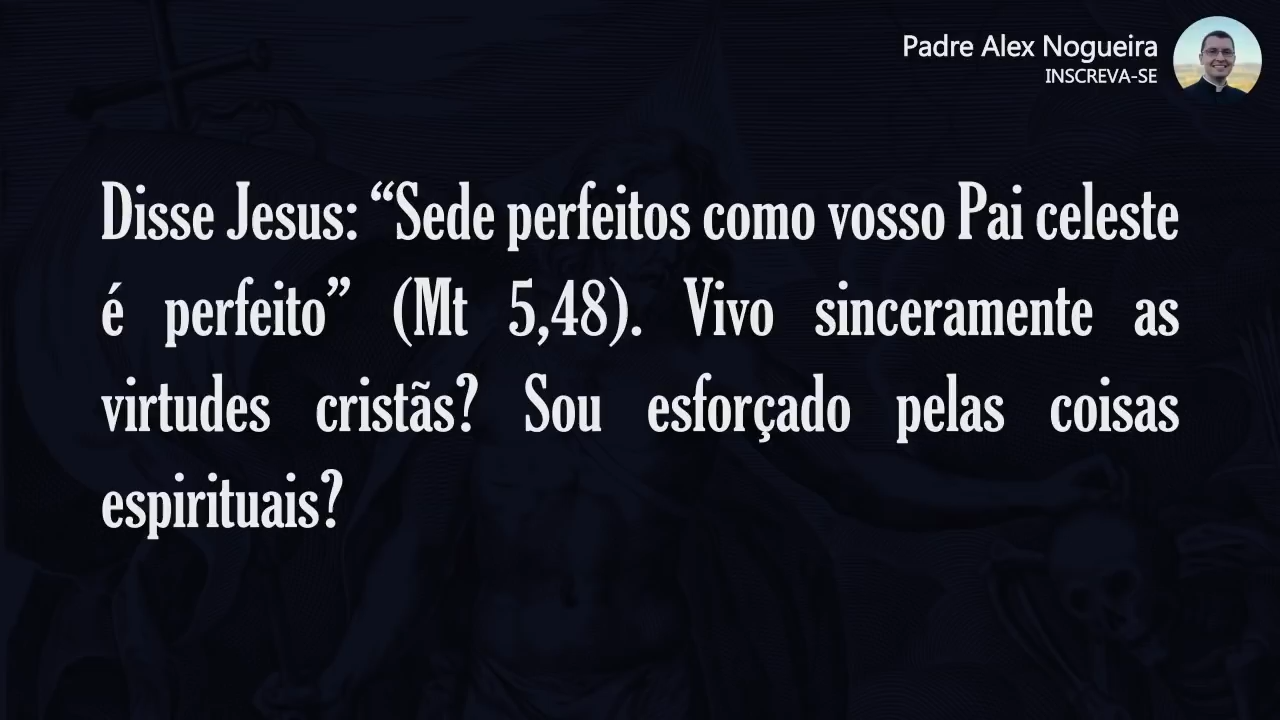 Padre Alex Nogueira
INSCREVA-SE
Disse Jesus: “Sede perfeitos como vosso Pai celeste
é perfeito” (Mt 5,48). Vivo sinceramente as
virtudes cristãs? Sou esforçado pelas coisas
espirituais?